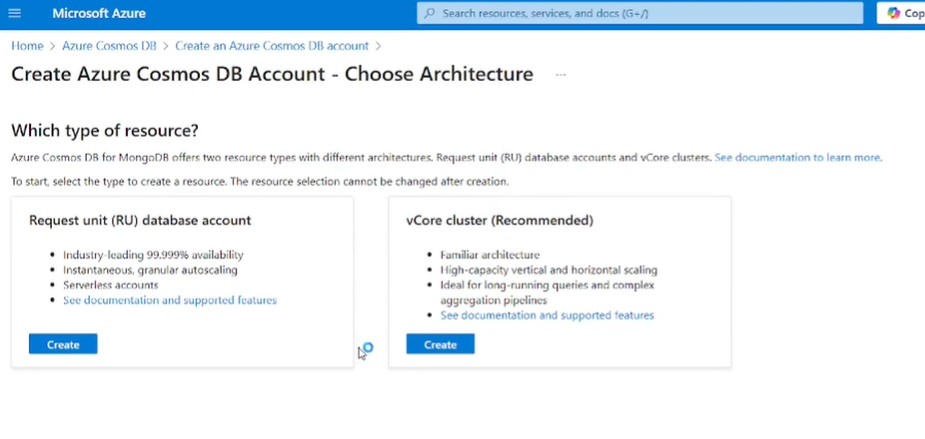 Microsoft Azure
Search resources, services, and docs (G+/)
Cop
Home > Azure Cosmos DB > Create an Azure Cosmos DB account >
Create Azure Cosmos DB Account - Choose Architecture ...
Which type of resource?
Azure Cosmos DB for MongoDB offers two resource types with different architectures. Request unit (RU) database accounts and vCore clusters. See documentation to learn more.
To start, select the type to create a resource. The resource selection cannot be changed after creation.
Request unit (RU) database account
• Industry-leading 99.999% availability
• Instantaneous, granular autoscaling
• Serverless accounts
• See documentation and supported features
Create
vCore cluster (Recommended)
• Familiar architecture
• High-capacity vertical and horizontal scaling
• Ideal for long-running queries and complex
aggregation pipelines
• See documentation and supported features
Create